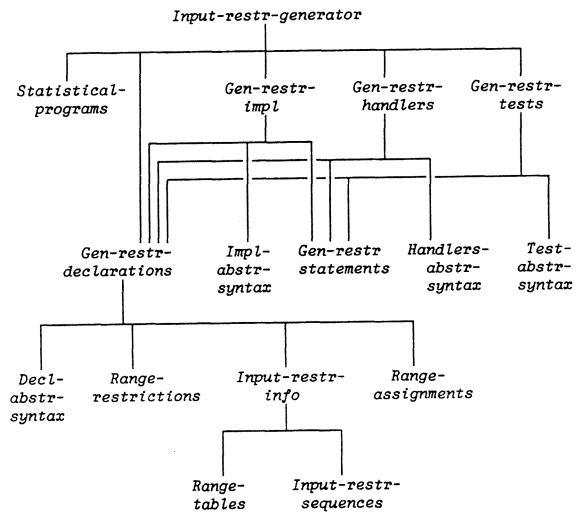 Input-restr-generator
Statistical-
programs
Gen-restr-
impl
Gen-restr-
handlers
Gen-restr-
tests
Gen-restr-
declarations
Impl-
abstr-
syntax
Gen-restr
statements
Handlers-
abstr-
syntax
Test-
abstr-
syntax
Decl-
abstr-
syntax
Range-
restrictions
Input-restr-
info
Range-
assignments
Range-
tables
Input-restr-
sequences